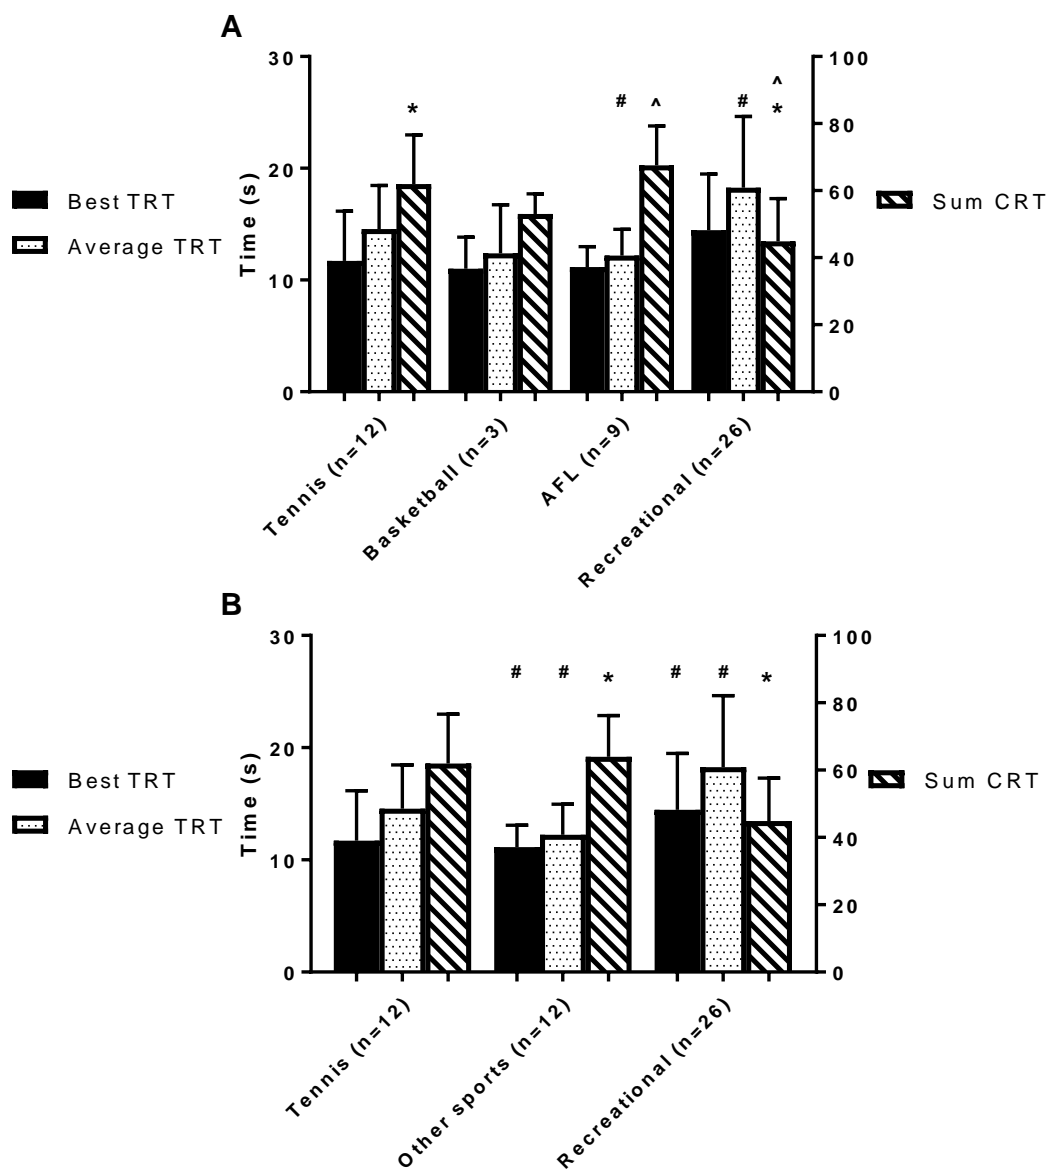 A
30
20
10
0
Time (s)
100
80
60
40
20
0
Best TRT
Average TRT
Sum CRT
*
#
^
#
^
*
Tennis (n=12)
Basketball (n=3)
AFL (n=9)
Recreational (n=26)
B
30
20
10
0
Time (s)
100
80
60
40
20
0
Best TRT
Average TRT
Sum CRT
# # * # # *
Tennis (n=12)
Other sports (n=12)
Recreational (n=26)